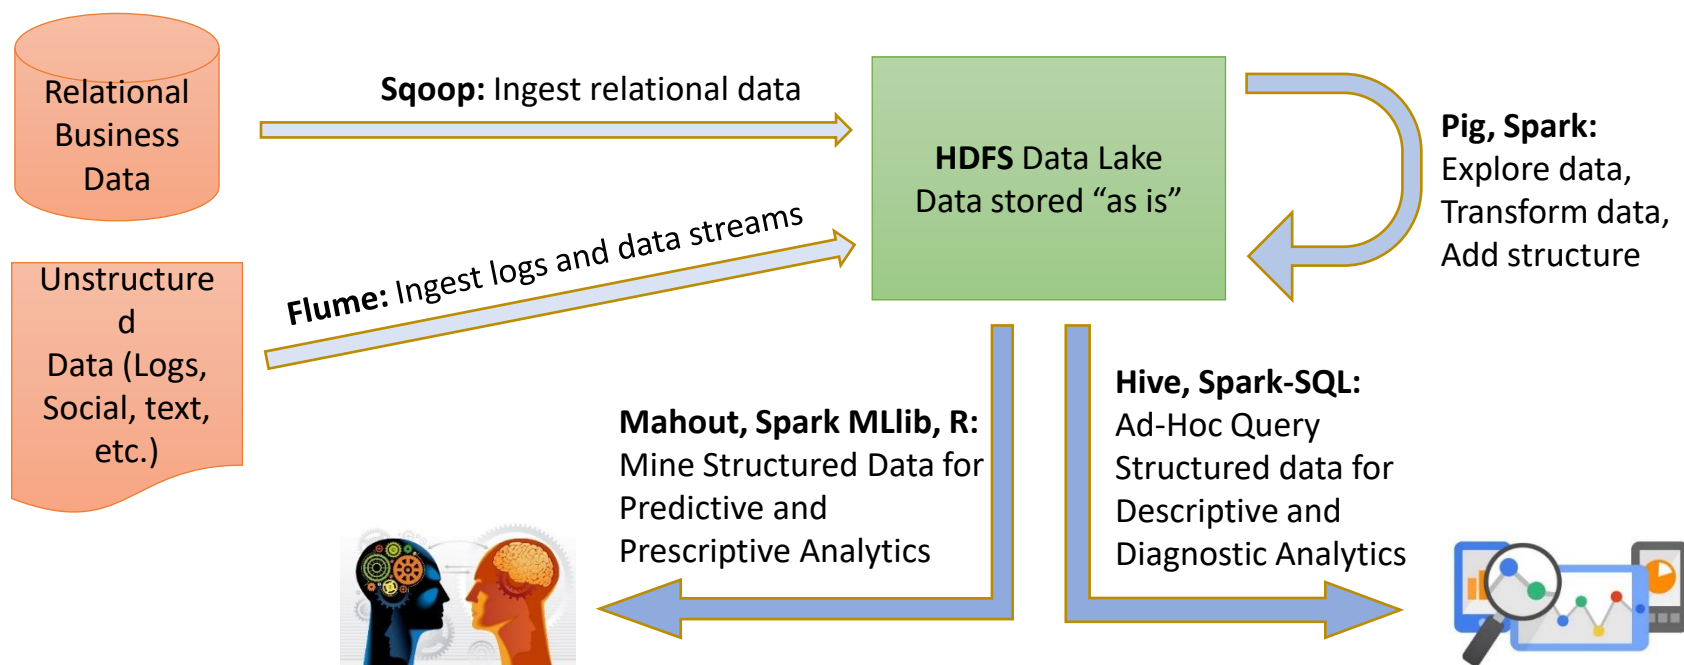 Relational
Business
Data
Sqoop: Ingest relational data
HDFS Data Lake
Data stored “as is”
Pig, Spark:
Explore data,
Transform data,
Add structure
Unstructure
d
Data (Logs,
Social, text,
etc.)
Flume: Ingest logs and data streams
Mahout, Spark MLlib, R:
Mine Structured Data for
Predictive and
Prescriptive Analytics
Hive, Spark-SQL:
Ad-Hoc Query
Structured data for
Descriptive and
Diagnostic Analytics